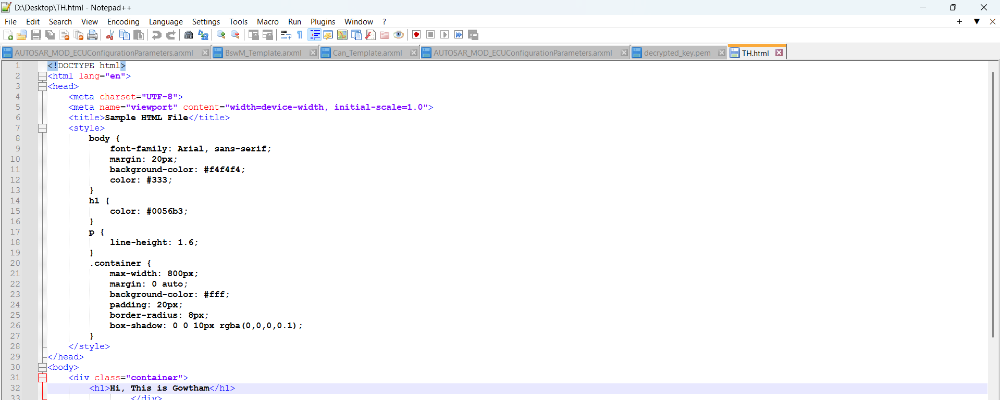 D:\Desktop\TH.html - Notepad++
File Edit Search View Encoding Language Settings Tools Macro Run Plugins Window ?
AUTOSAR_MOD_ECUConfigurationParameters.arxml BswM_Template.arxml Can_Template.arxml AUTOSAR_MOD_ECUConfigurationParameters.arxml decrypted_key.pem TH.html
1 <!DOCTYPE html>
2 <html lang="en">
3 <head>
4 <meta charset="UTF-8">
5 <meta name="viewport" content="width=device-width, initial-scale=1.0">
6 <title>Sample HTML File</title>
7 <style>
8 body {
9 font-family: Arial, sans-serif;
10 margin: 20px;
11 background-color: #f4f4f4;
12 color: #333;
13 }
14 h1 {
15 color: #0056b3;
16 }
17 p {
18 line-height: 1.6;
19 }
20 .container {
21 max-width: 800px;
22 margin: 0 auto;
23 background-color: #fff;
24 padding: 20px;
25 border-radius: 8px;
26 box-shadow: 0 0 10px rgba(0,0,0,0.1);
27 }
28 </style>
29 </head>
30 <body>
31 <div class="container">
32 <h1>Hi, This is Gowtham</h1>
33 </div>